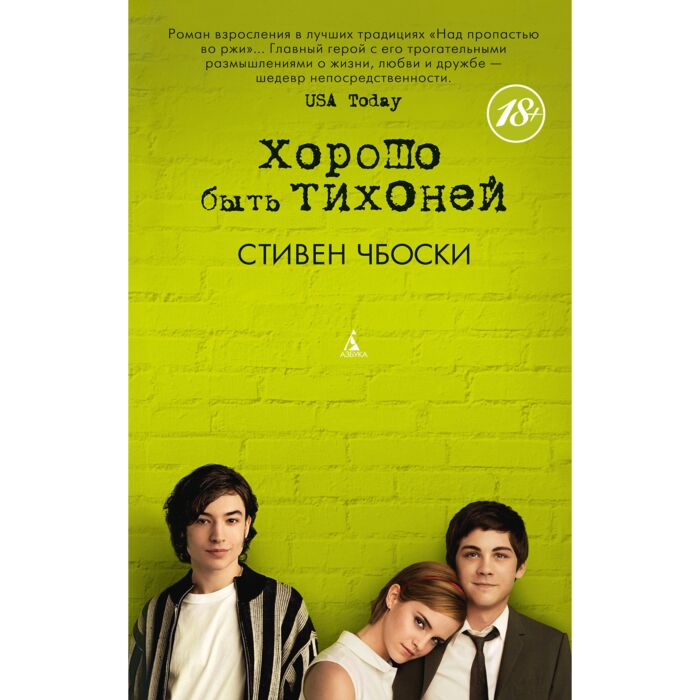 Роман взросления в лучших традициях «Над пропастью
во ржи»... Главный герой с его трогательными
размышлениями о жизни, любви и дружбе —
шедевр непосредственности.
USA Today
18+
хорошо
быть тихоней
СТИВЕН ЧБОСКИ
АЗБУКА